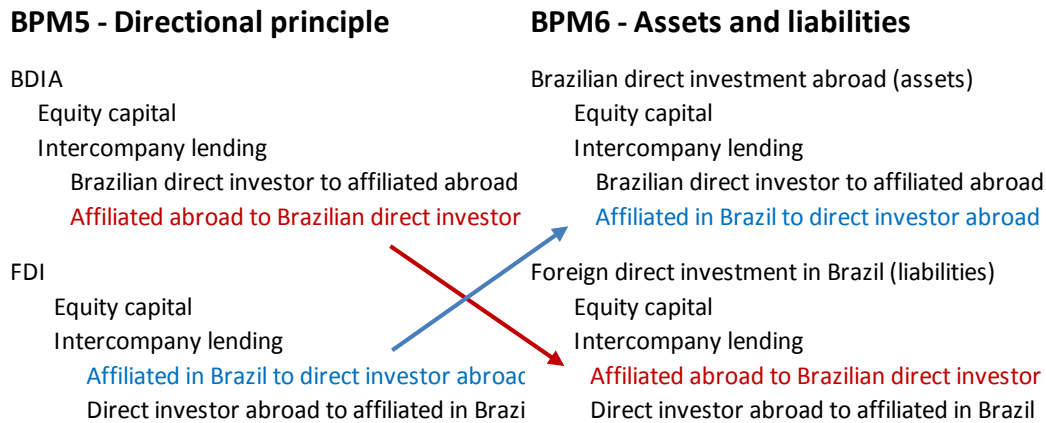 BPM5 - Directional principle
BDIA
Equity capital
Intercompany lending
Brazilian direct investor to affiliated abroad
Affiliated abroad to Brazilian direct investor
FDI
Equity capital
Intercompany lending
Affiliated in Brazil to direct investor abroad
Direct investor abroad to affiliated in Brazi
BPM6 - Assets and liabilities
Brazilian direct investment abroad (assets)
Equity capital
Intercompany lending
Brazilian direct investor to affiliated abroad
Affiliated in Brazil to direct investor abroad
Foreign direct investment in Brazil (liabilities)
Equity capital
Intercompany lending
Affiliated abroad to Brazilian direct investor
Direct investor abroad to affiliated in Brazil